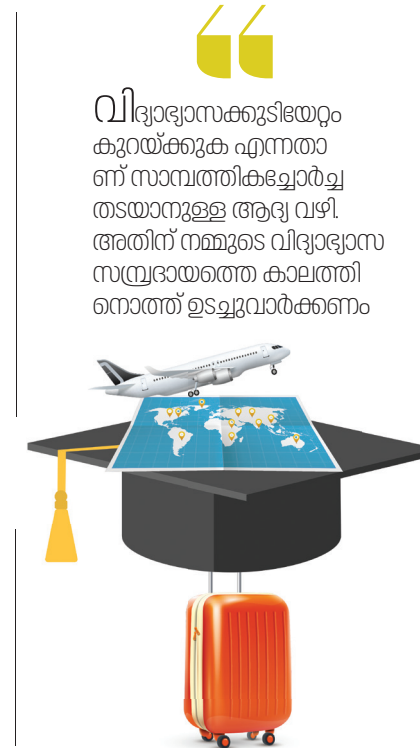 വിദ്യാഭ്യാസക്കുടിയേറ്റം
കുറയ്ക്കുക എന്നതാ
ണ് സാമ്പത്തികച്ചോർച്ച
തടയാനുള്ള ആദ്യ വഴി.
അതിന് നമ്മുടെ വിദ്യാഭ്യാസ
സമ്പ്രദായത്തെ കാലത്തി
നൊത്ത് ഉടച്ചുവാർക്കണം